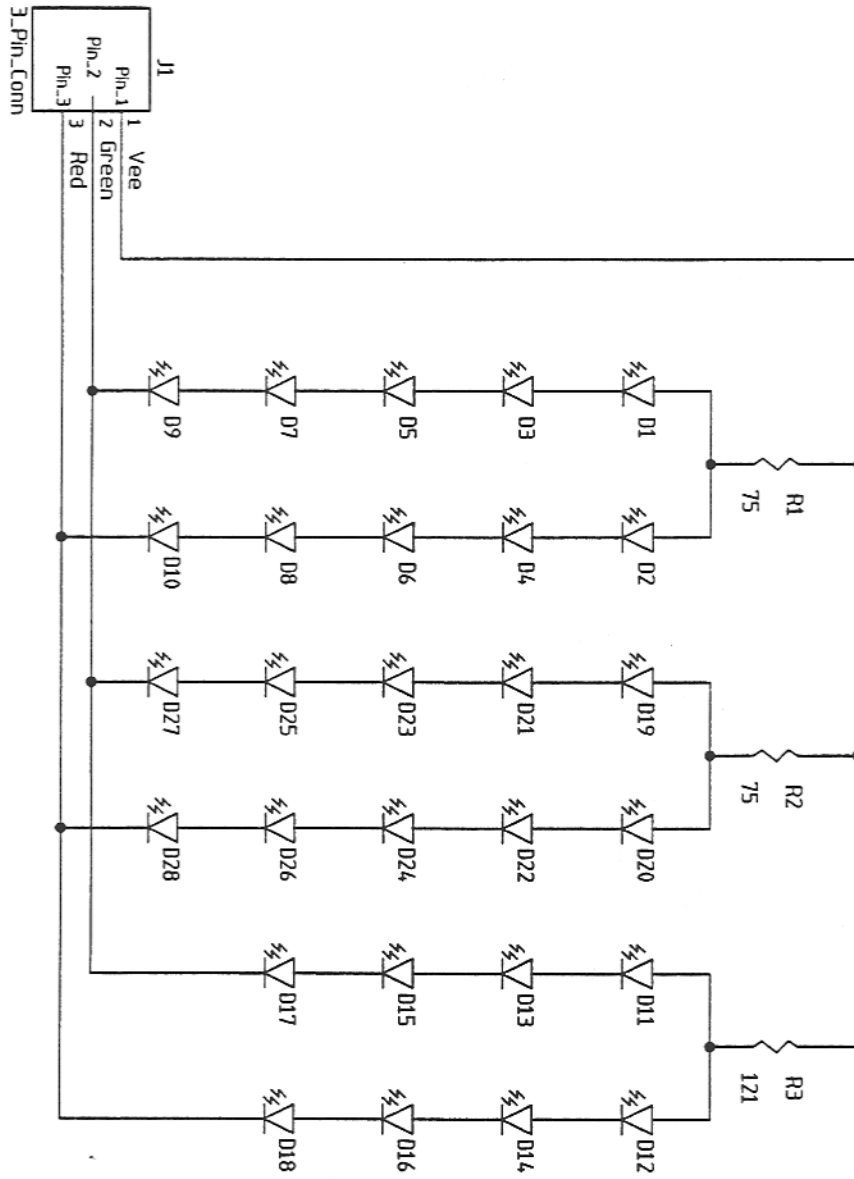 J1
3_Pin_Conn
Pin_1
Pin_2
Pin_3
1
2
3
Vee
Green
Red
D9
D7
D5
D3
D1
R1
75
D10
D8
D6
D4
D2
D27
D25
D23
D21
D19
R2
75
D28
D26
D24
D22
D20
D17
D15
D13
D11
R3
121
D18
D16
D14
D12